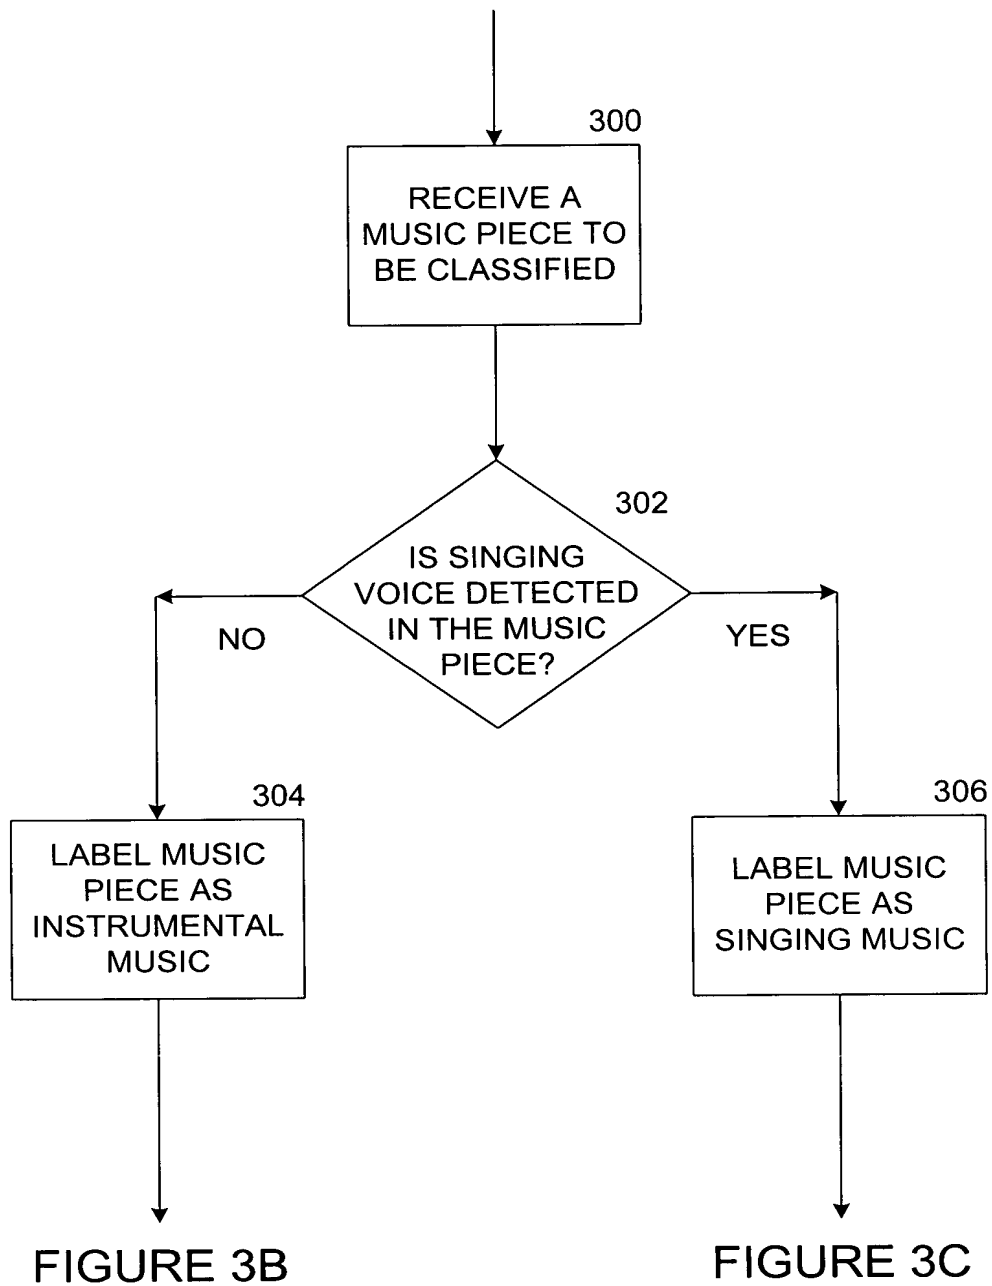 300
RECEIVE A
MUSIC PIECE TO
BE CLASSIFIED
302
IS SINGING
VOICE DETECTED
IN THE MUSIC
PIECE?
NO
YES
304
LABEL MUSIC
PIECE AS
INSTRUMENTAL
MUSIC
306
LABEL MUSIC
PIECE AS
SINGING MUSIC
FIGURE 3B
FIGURE 3C